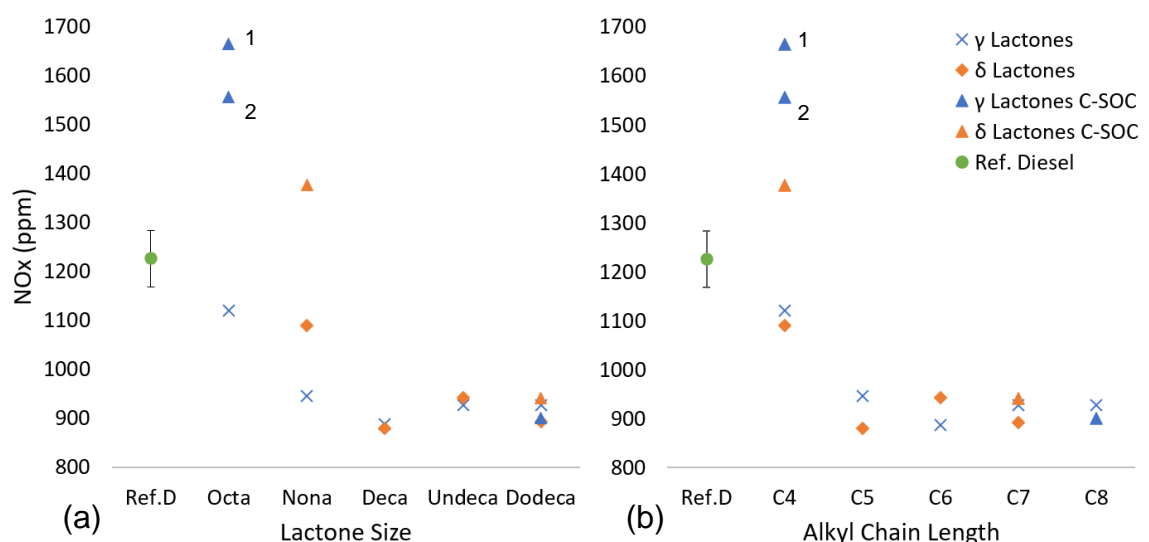 1700
1600
1500
1400
1300
1200
1100
1000
900
800
NOx (ppm)
1
2
Ref.D Octa Nona Deca Undeca Dodeca
(a) Lactone Size
1700
1600
1500
1400
1300
1200
1100
1000
900
800
1
2
γ Lactones
δ Lactones
γ Lactones C-SOC
δ Lactones C-SOC
Ref. Diesel
Ref.D C4 C5 C6 C7 C8
(b) Alkyl Chain Length